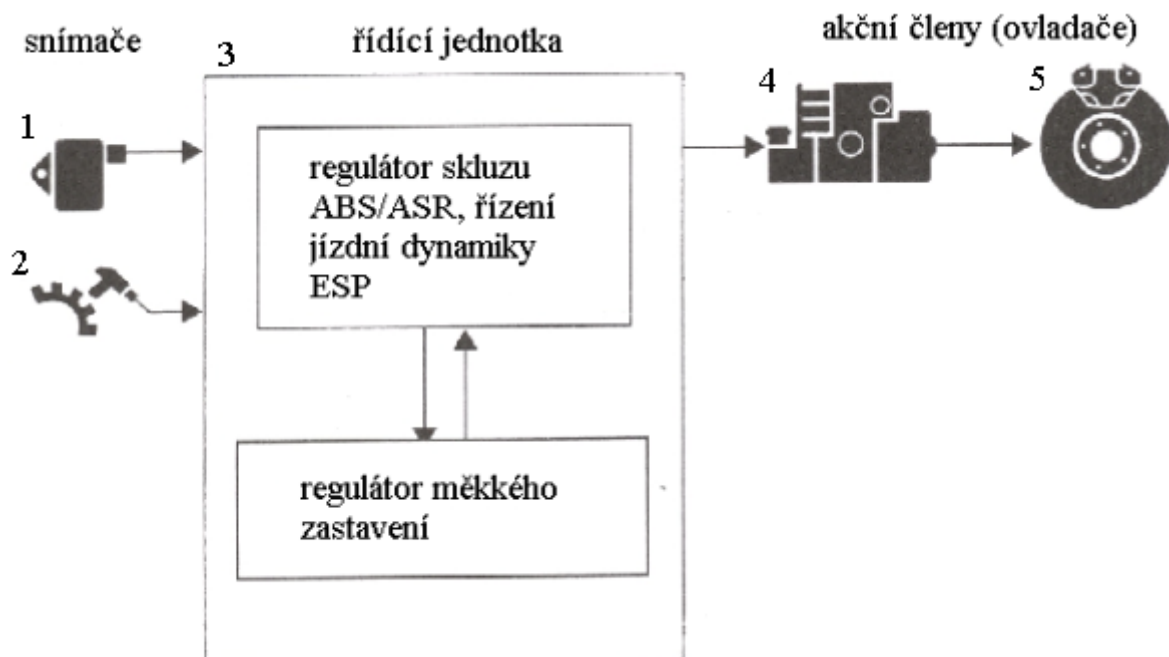 snímače
3
řídící jednotka
akční členy (ovladače)
1
2
4
5
regulátor skluzu
ABS/ASR, řízení
jízdní dynamiky
ESP
regulátor měkkého
zastavení